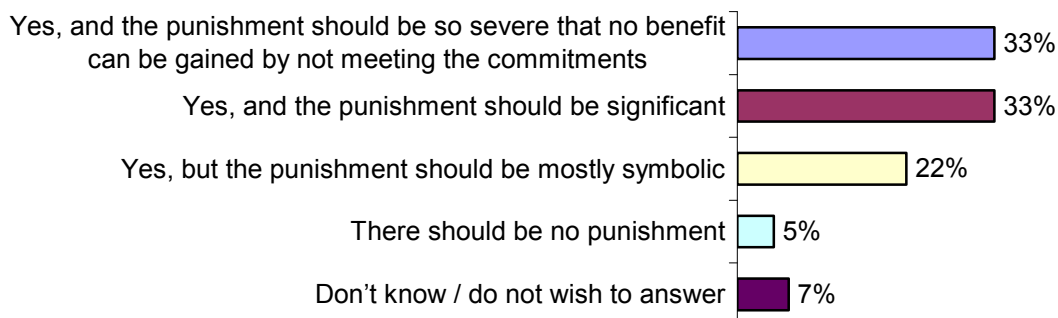 Yes, and the punishment should be so severe that no benefit
can be gained by not meeting the commitments
33%
Yes, and the punishment should be significant
33%
Yes, but the punishment should be mostly symbolic
22%
There should be no punishment
5%
Don’t know / do not wish to answer
7%